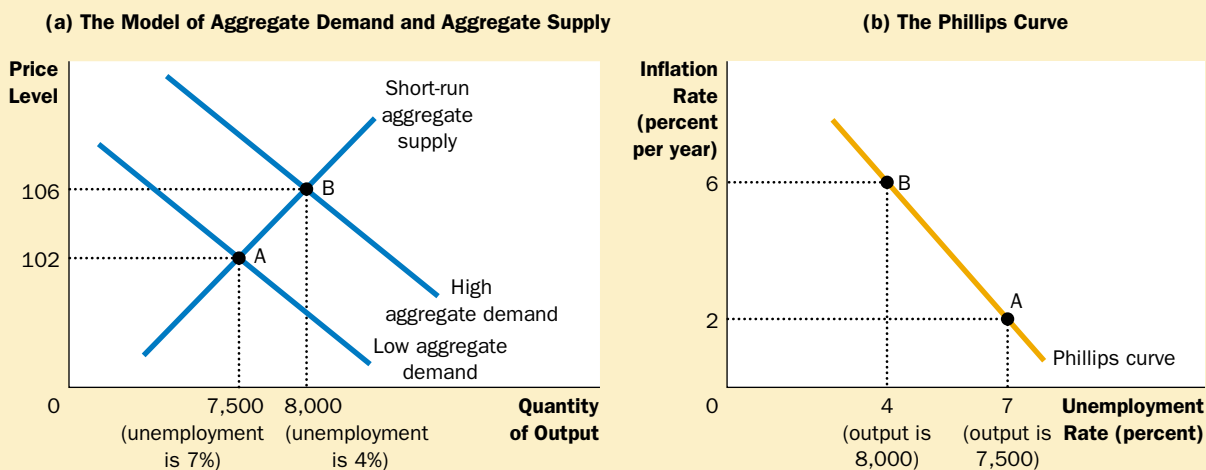 (a) The Model of Aggregate Demand and Aggregate Supply
Price
Level
Short-run
aggregate
supply
106
B
102
A
High
aggregate demand
Low aggregate
demand
0
7,500
(unemployment
is 7%)
8,000
(unemployment
is 4%)
Quantity
of Output
(b) The Phillips Curve
Inflation
Rate
(percent
per year)
6
B
A
2
Phillips curve
0
4
(output is
8,000)
7
(output is
7,500)
Unemployment
Rate (percent)